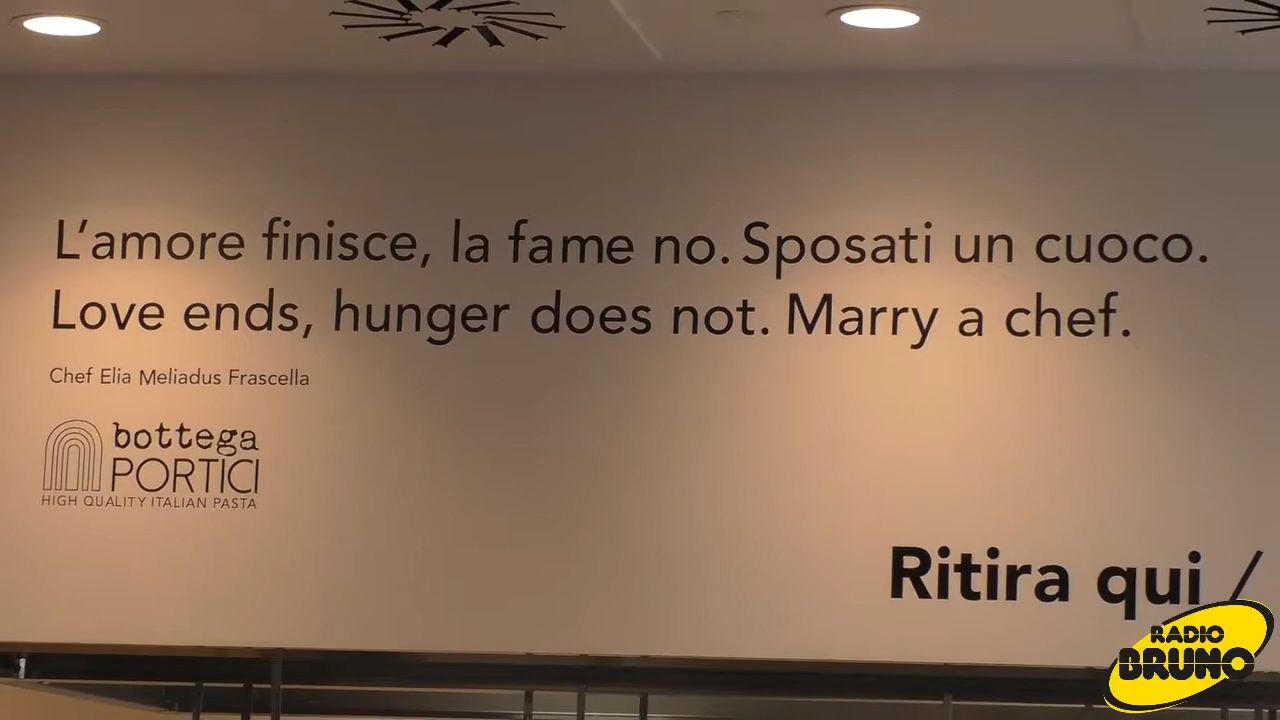 L'amore finisce, la fame no. Sposati un cuoco.
Love ends, hunger does not. Marry a chef.
Chef Elia Meliadus Frascella
bottega
PORTICI
HIGH QUALITY ITALIAN PASTA
Ritira qui /
RADIO
BRUNO